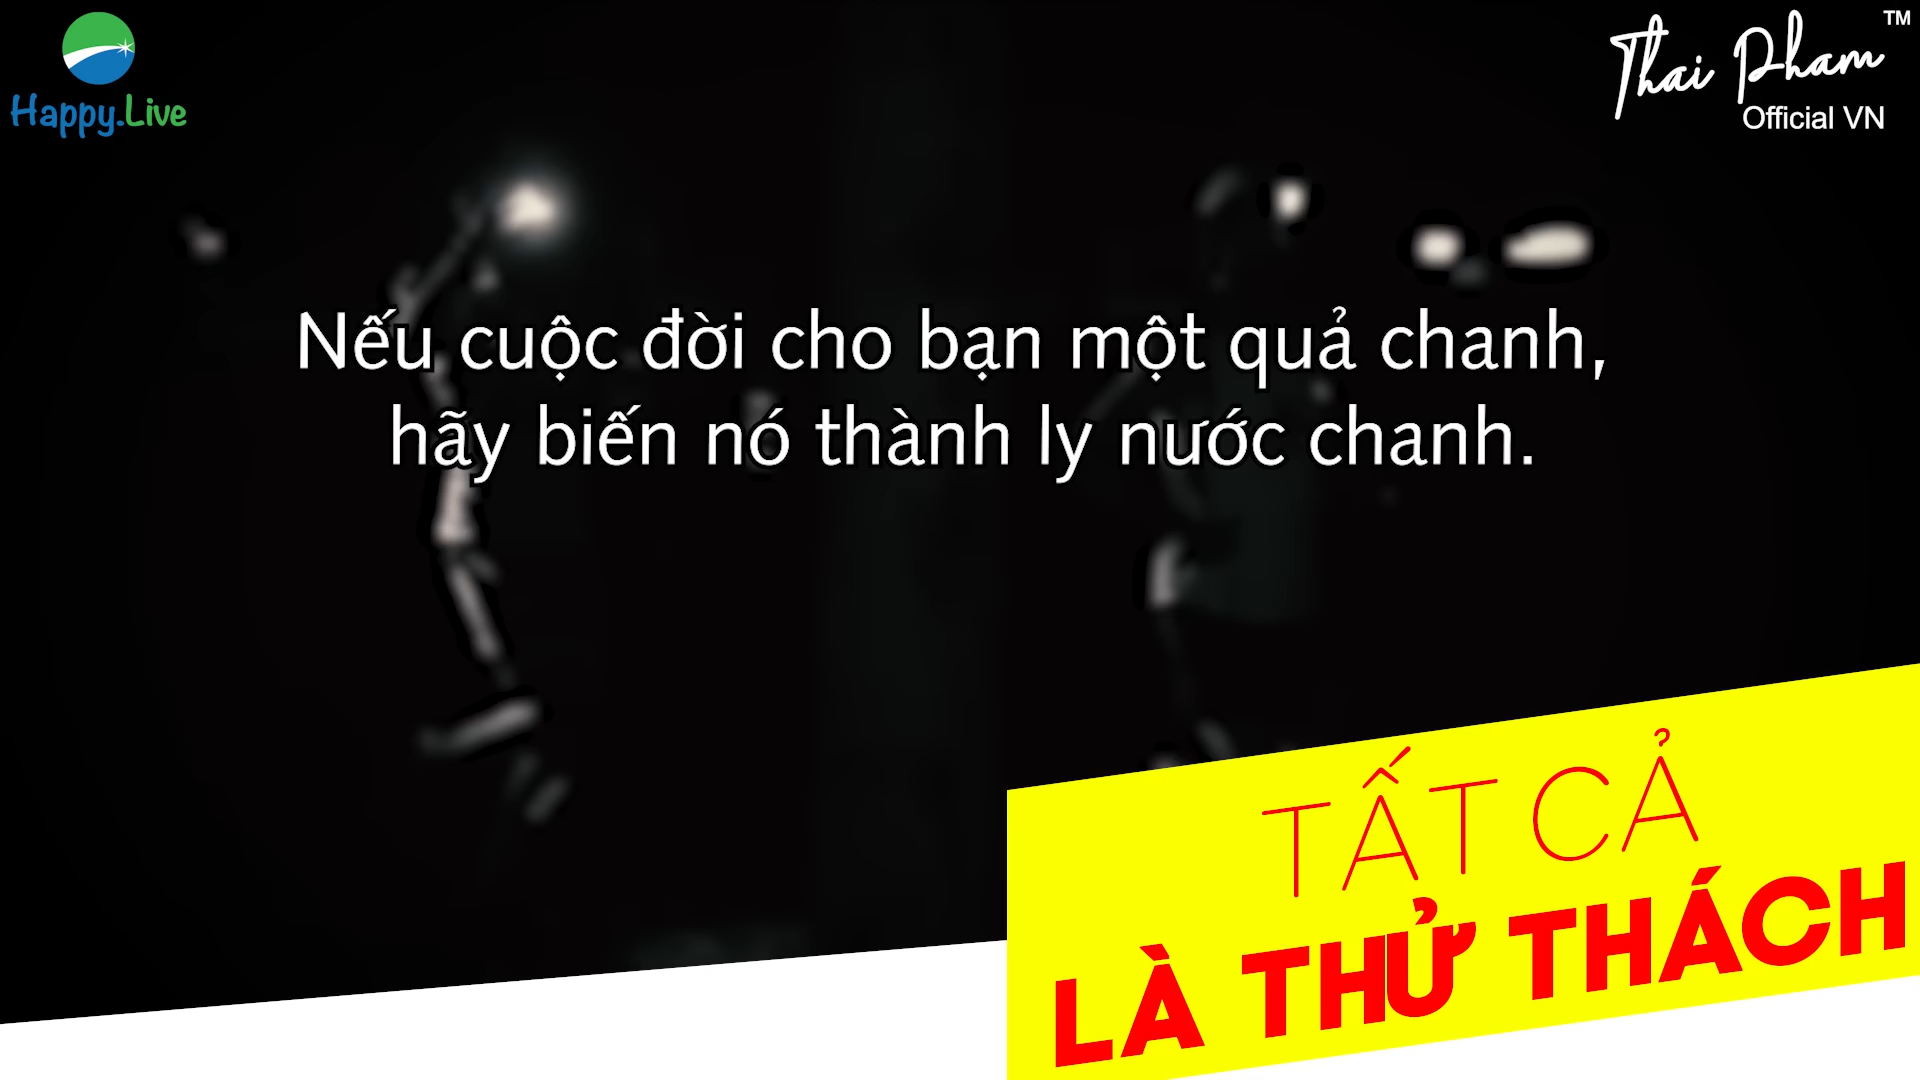 Happy.Live
Thai Pham™
Official VN
Nếu cuộc đời cho bạn một quả chanh,
hãy biến nó thành ly nước chanh.
TẤT CẢ
LÀ THỬ THÁCH